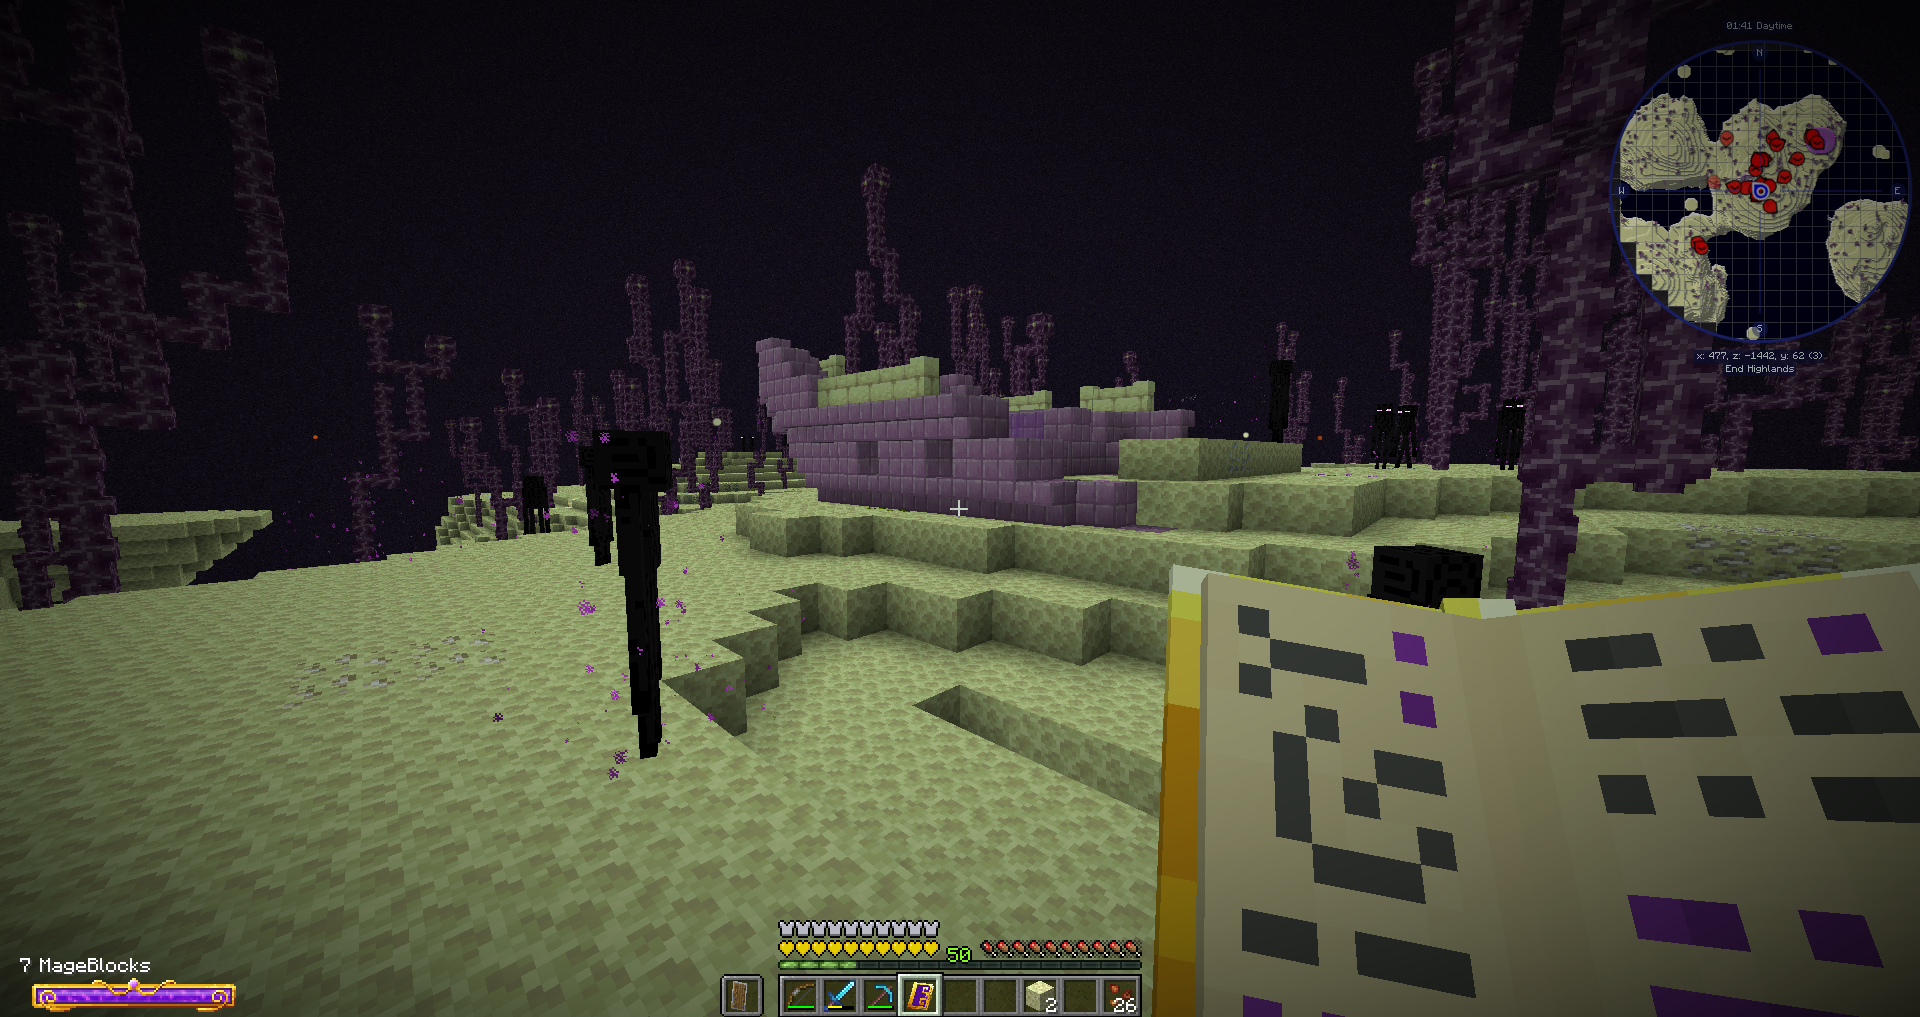 01:41 Daytime
N
W
E
S
x: 477, z: -1442, y: 62 (3)
End Highlands
7 MageBlocks
50
2
26